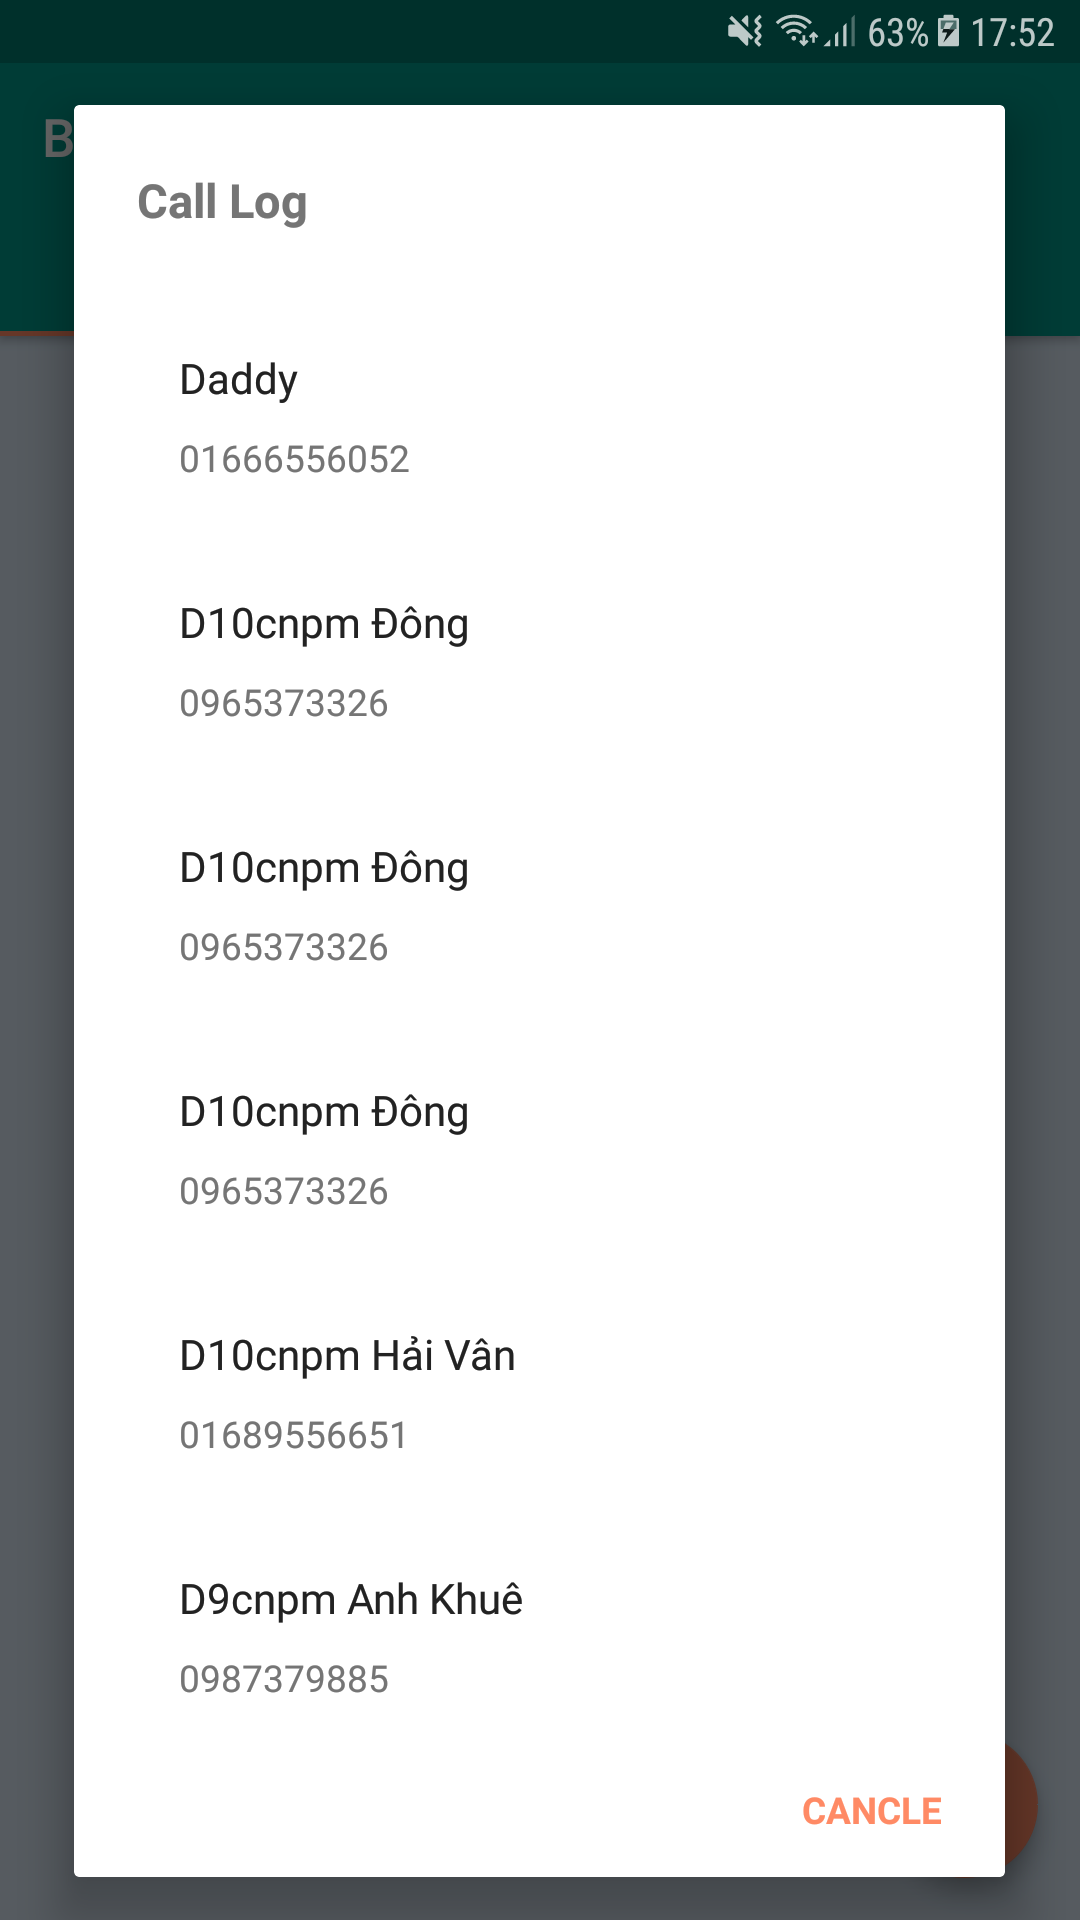 63% 17:52
B
Call Log
Daddy
01666556052
D10cnpm Đông
0965373326
D10cnpm Đông
0965373326
D10cnpm Đông
0965373326
D10cnpm Hải Vân
01689556651
D9cnpm Anh Khuê
0987379885
CANCLE